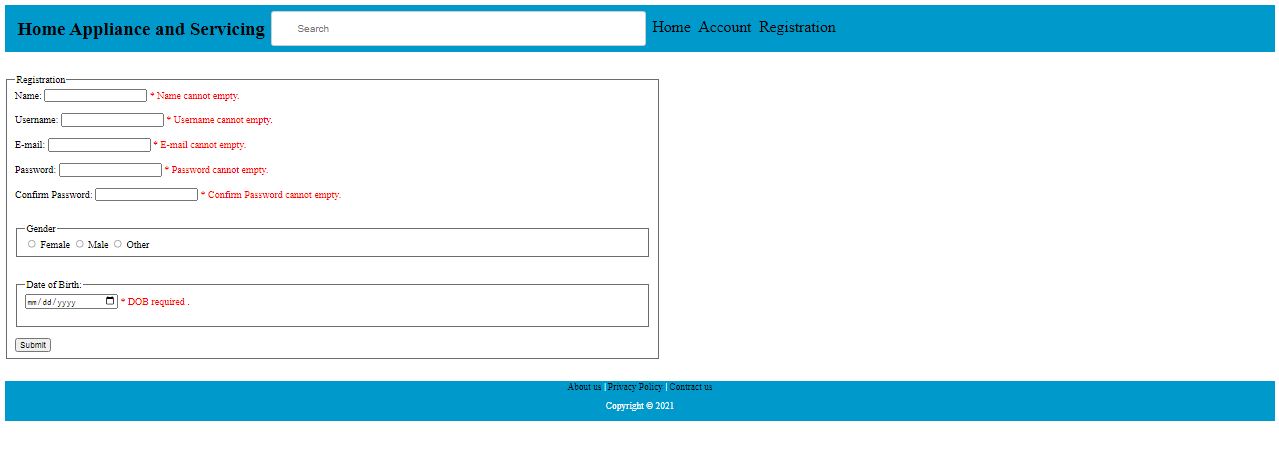 Home Appliance and Servicing Search Home Account Registration
Registration
Name: * Name cannot empty.
Username: * Username cannot empty.
E-mail: * E-mail cannot empty.
Password: * Password cannot empty.
Confirm Password: * Confirm Password cannot empty.
Gender
Female Male Other
Date of Birth:
mm/dd/yyyy * DOB required .
Submit
About us | Privacy Policy | Contract us
Copyright © 2021